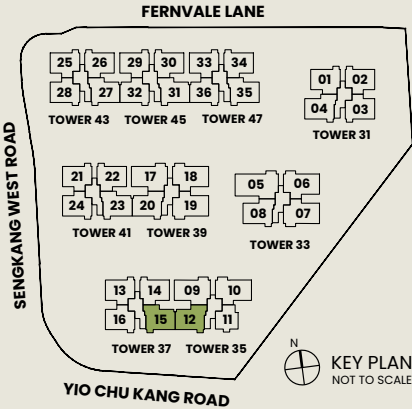 FERNVALE LANE
25 26 29 30 33 34
28 27 32 31 36 35
TOWER 43 TOWER 45 TOWER 47
01 02
04 03
TOWER 31
SENGKANG WEST ROAD
21 22 17 18
24 23 20 19
TOWER 41 TOWER 39
05 06
08 07
TOWER 33
13 14 09 10
16 15 12 11
TOWER 37 TOWER 35
YIO CHU KANG ROAD
N
KEY PLAN
NOT TO SCALE